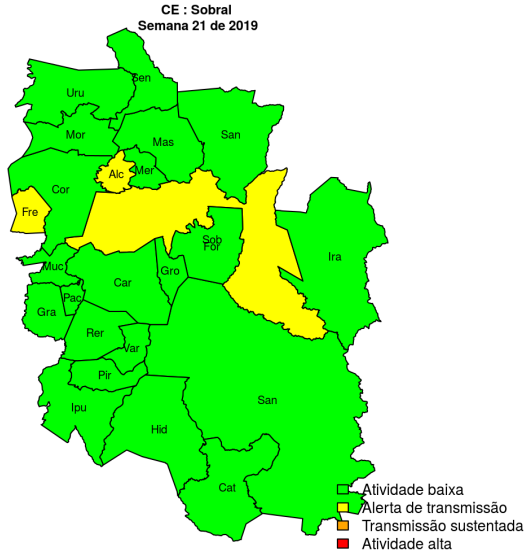 CE : Sobral
Semana 21 de 2019
Sen
Uru
Mor
Mas
San
Alc
Mer
Cor
Fre
Sob
For
Ira
Muc
Gro
Car
Pac
Gra
Rer
Var
Pir
San
Ipu
Hid
Cat
Atividade baixa
Alerta de transmissão
Transmissão sustentada
Atividade alta